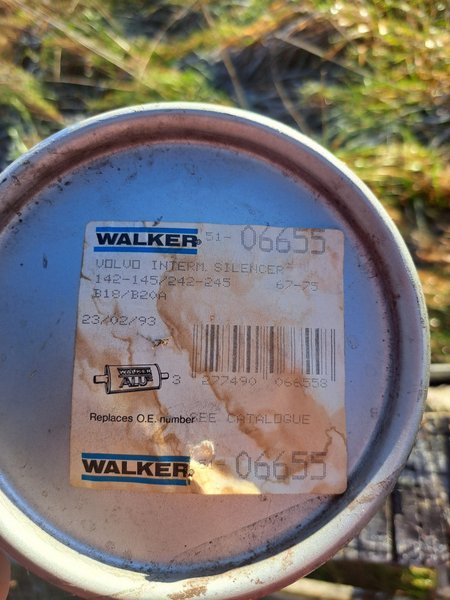 WALKER® 51- 06655
VOLVO INTERM. SILENCER
142-145/242-245 67-75
B18/B20A
23/02/93
WALKER
ALU
3 277490 066558
Replaces O.E. number SEE CATALOGUE
WALKER® 51- 06655